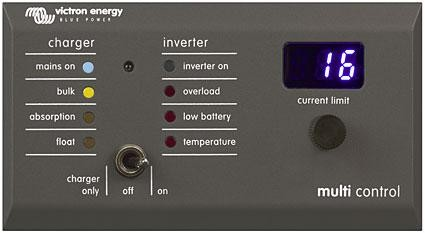 victron energy
BLUE POWER
charger
inverter
mains on
inverter on
bulk
overload
absorption
low battery
float
temperature
charger only
off
on
16
current limit
multi control